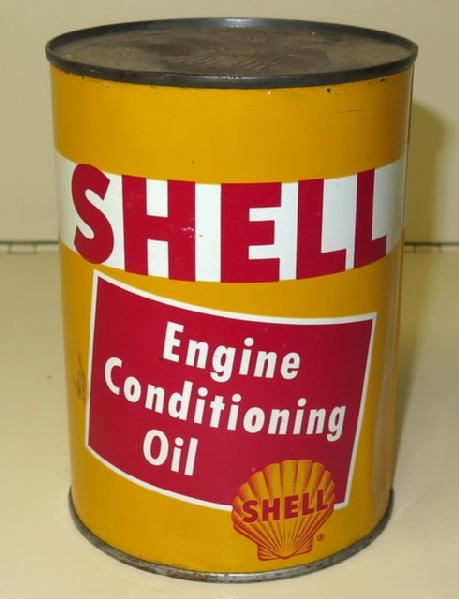 SHELL
Engine
Conditioning
Oil
SHELL
®